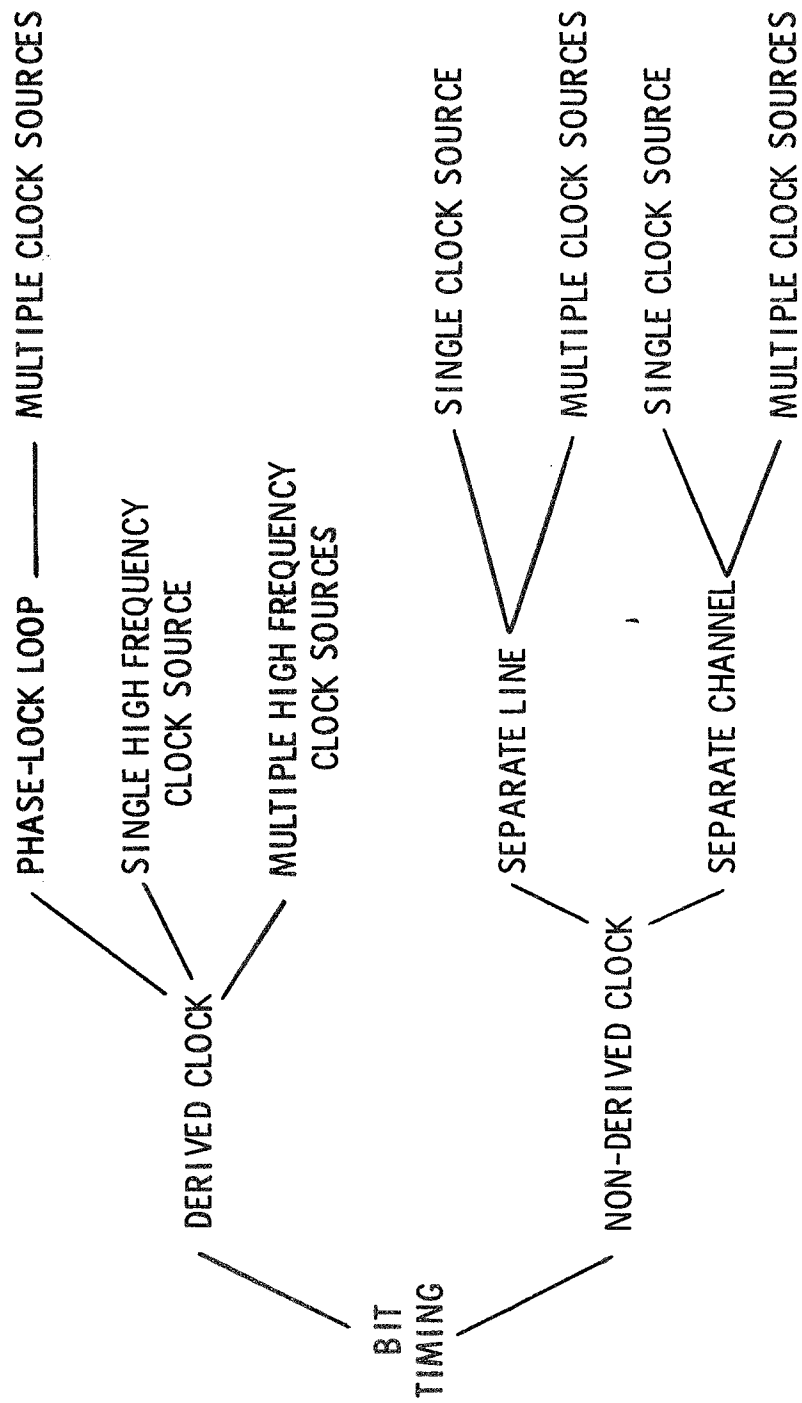 BIT
TIMING
DERIVED CLOCK
PHASE-LOCK LOOP
MULTIPLE CLOCK SOURCES
SINGLE HIGH FREQUENCY
CLOCK SOURCE
MULTIPLE HIGH FREQUENCY
CLOCK SOURCES
NON-DERIVED CLOCK
SEPARATE LINE
SINGLE CLOCK SOURCE
MULTIPLE CLOCK SOURCES
SEPARATE CHANNEL
SINGLE CLOCK SOURCE
MULTIPLE CLOCK SOURCES